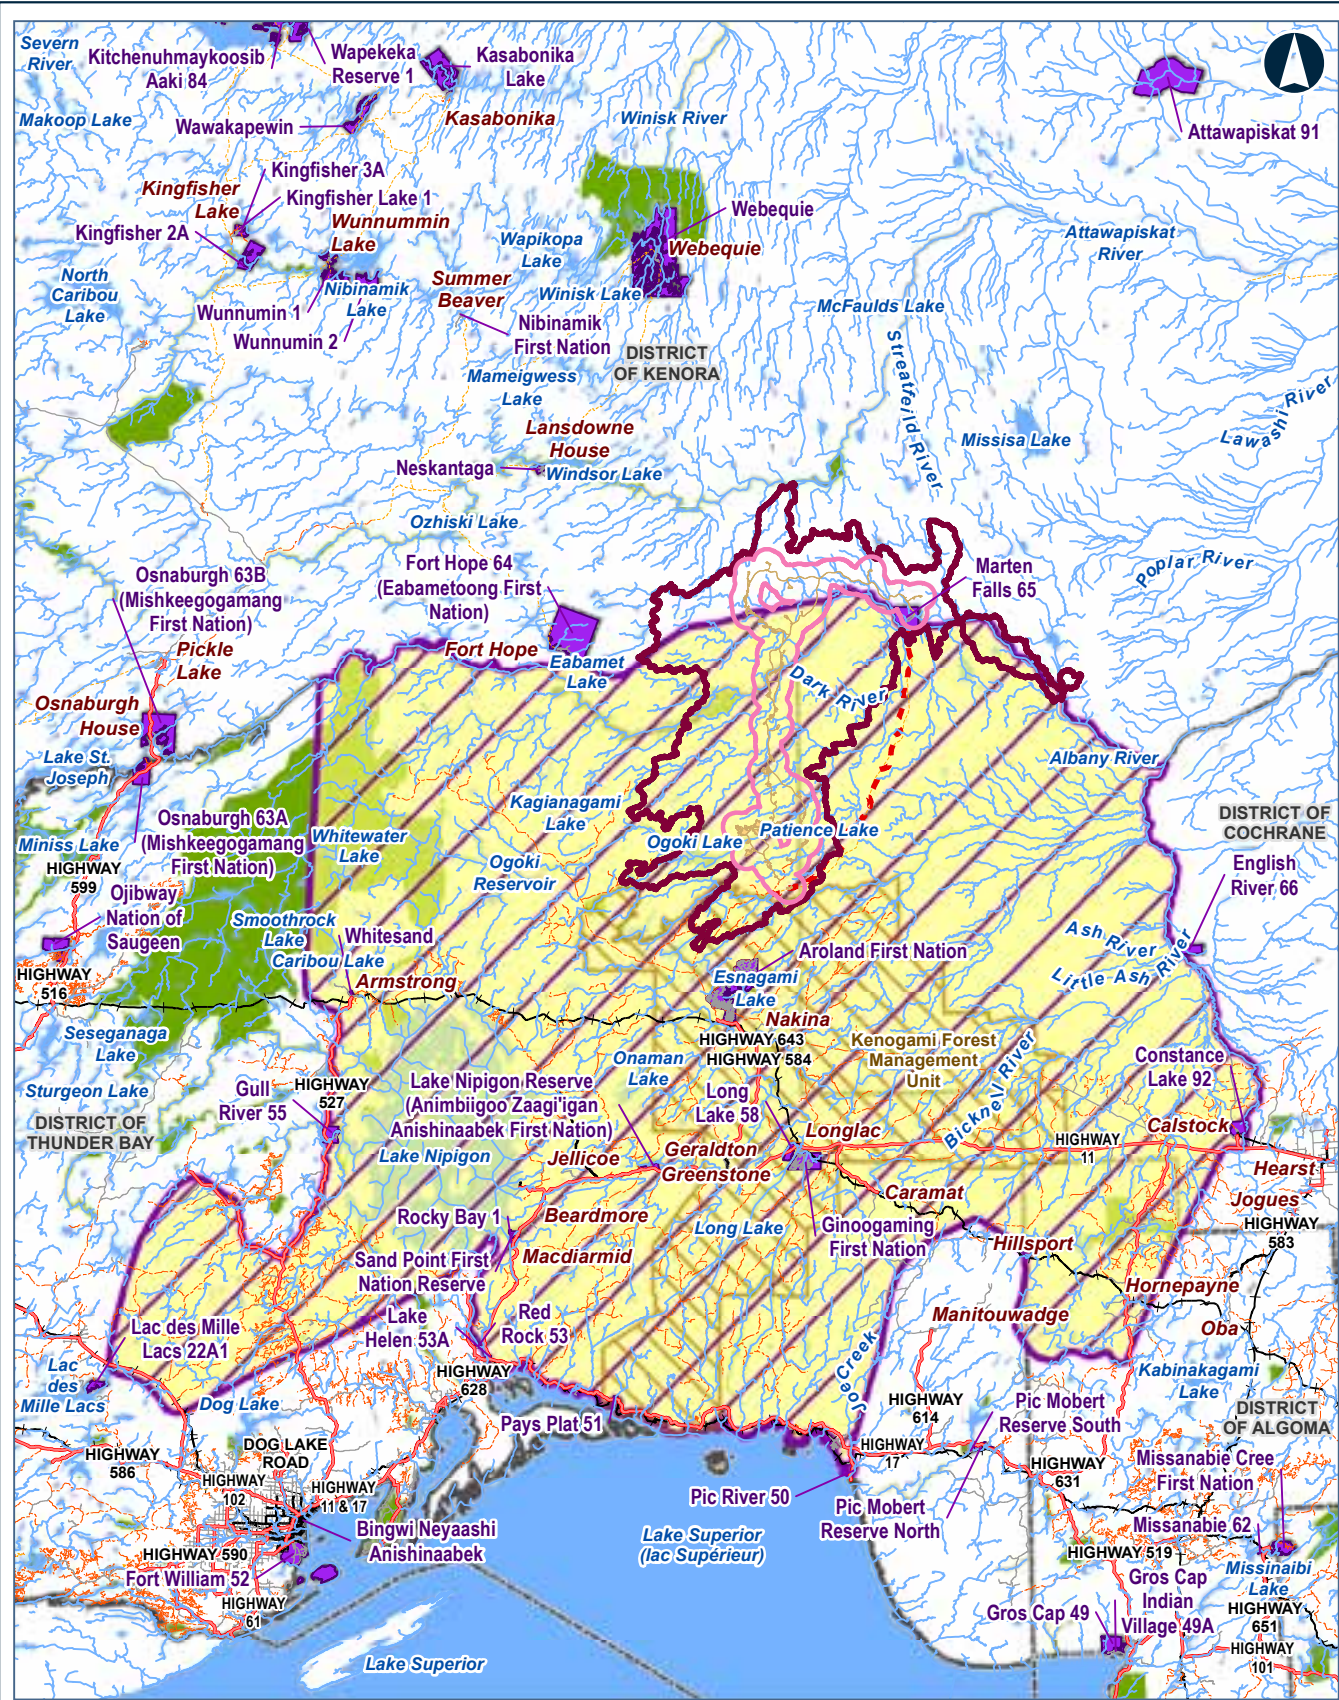 Severn
River
Kitchenuhmaykoosib
Aaki 84
Wapekeka
Reserve 1
Kasabonika
Lake
Makoop Lake
Wawakapewin
Kasabonika
Winisk River
Attawapiskat 91
Kingfisher 3A
Kingfisher
Lake
Kingfisher Lake 1
Kingfisher 2A
Wunnummin
Lake
Webequie
Webequie
Wapikopa
Lake
Attawapiskat
River
North
Caribou
Lake
Summer
Beaver
Nibinamik
Lake
Winisk Lake
McFaulds Lake
Wunnumin 1
Wunnumin 2
Nibinamik
First Nation
DISTRICT
OF KENORA
Streatfeild River
Mameigwess
Lake
Lawashi River
Lansdowne
House
Missisa Lake
Neskantaga
Windsor Lake
Ozhiski Lake
Fort Hope 64
(Eabametoong First
Nation)
Osnaburgh 63B
(Mishkeegogamang
First Nation)
Marten
Falls 65
Poplar River
Pickle
Lake
Fort Hope
Eabamet
Lake
Dark River
Osnaburgh
House
Lake St.
Joseph
Albany River
Kagianagami
Lake
Osnaburgh 63A
(Mishkeegogamang
First Nation)
Miniss Lake
Whitewater
Lake
Patience Lake
Ogoki Lake
DISTRICT OF
COCHRANE
HIGHWAY
599
Ogoki
Reservoir
English
River 66
Ojibway
Nation of
Saugeen
Smoothrock
Lake
Whitesand
Caribou Lake
Ash River
Little Ash River
Aroland First Nation
Esnagami
Lake
HIGHWAY
516
Armstrong
Nakina
Seseganaga
Lake
HIGHWAY 643
HIGHWAY 584
Kenogami Forest
Management
Unit
Onaman
Lake
Bicknell River
Constance
Lake 92
Sturgeon Lake
Gull
River 55
HIGHWAY
527
Lake Nipigon Reserve
(Animbiigoo Zaagi'igan
Anishinaabek First Nation)
Long
Lake 58
DISTRICT OF
THUNDER BAY
Longlac
Calstock
HIGHWAY
11
Lake Nipigon
Jellicoe
Geraldton
Greenstone
Hearst
Caramat
Jogues
Rocky Bay 1
Beardmore
Long Lake
Ginoogaming
First Nation
HIGHWAY
583
Macdiarmid
Hillsport
Sand Point First
Nation Reserve
Hornepayne
Lake
Helen 53A
Red
Rock 53
Manitouwadge
Oba
Lac des Mille
Lacs 22A1
Joe Creek
Lac
des
Mille Lacs
HIGHWAY
628
Kabinakagami
Lake
Dog Lake
HIGHWAY
614
Pic Mobert
Reserve South
DISTRICT
OF ALGOMA
Pays Plat 51
DOG LAKE
ROAD
HIGHWAY
586
HIGHWAY
17
HIGHWAY
631
Missanabie Cree
First Nation
HIGHWAY
102
HIGHWAY
11 & 17
Pic River 50
Pic Mobert
Reserve North
Bingwi Neyaashi
Anishinaabek
Missanabie 62
Lake Superior
(lac Supérieur)
HIGHWAY 590
HIGHWAY 519
Fort William 52
Missinaibi
Lake
HIGHWAY
61
Gros Cap
Indian
Village 49A
Gros Cap 49
HIGHWAY
651
HIGHWAY
101
Lake Superior